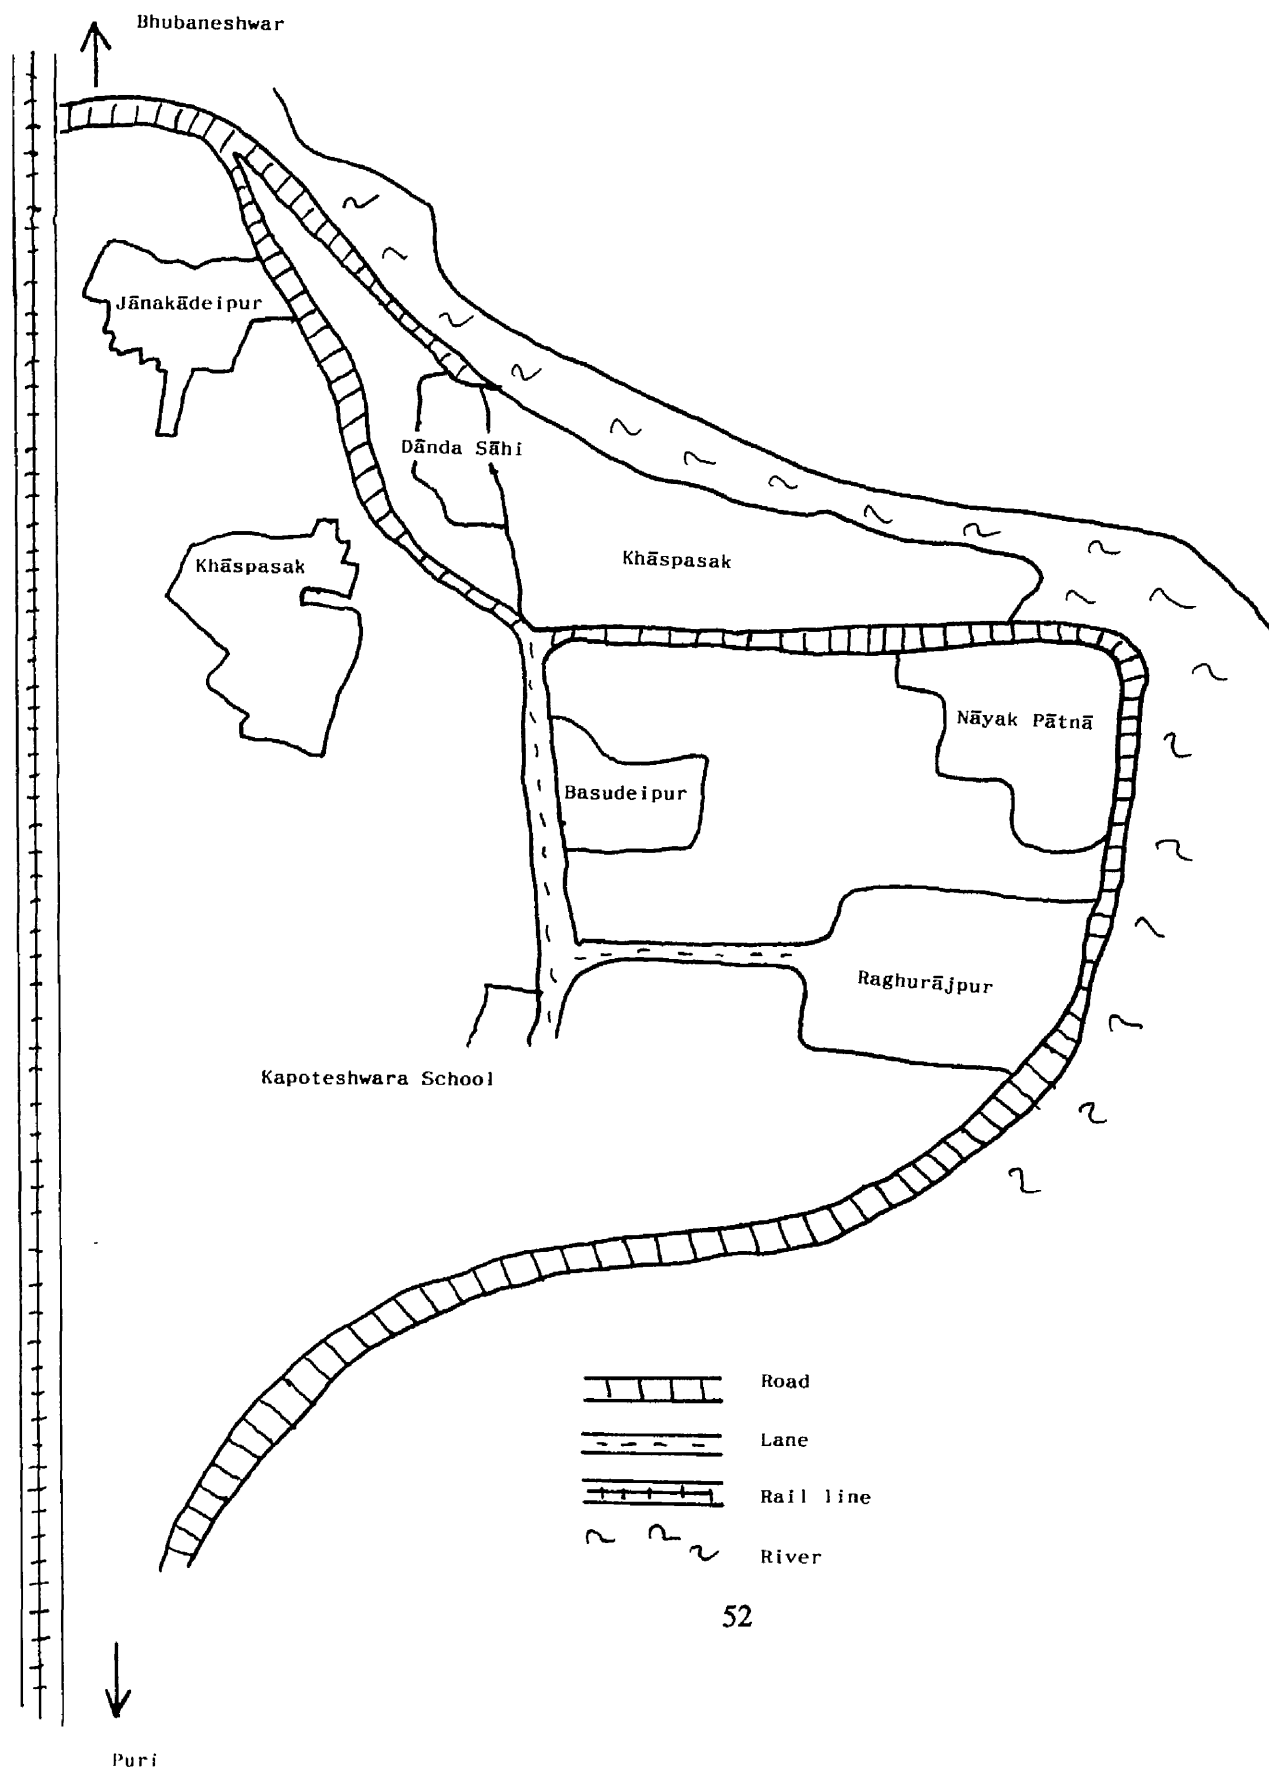 Bhubaneshwar
Jānakādeipur
Dānda Sāhi
Khāspasak
Khāspasak
Nāyak Pātnā
Basudeipur
Raghurājpur
Kapoteshwara School
Road
Lane
Rail line
River
52
Puri